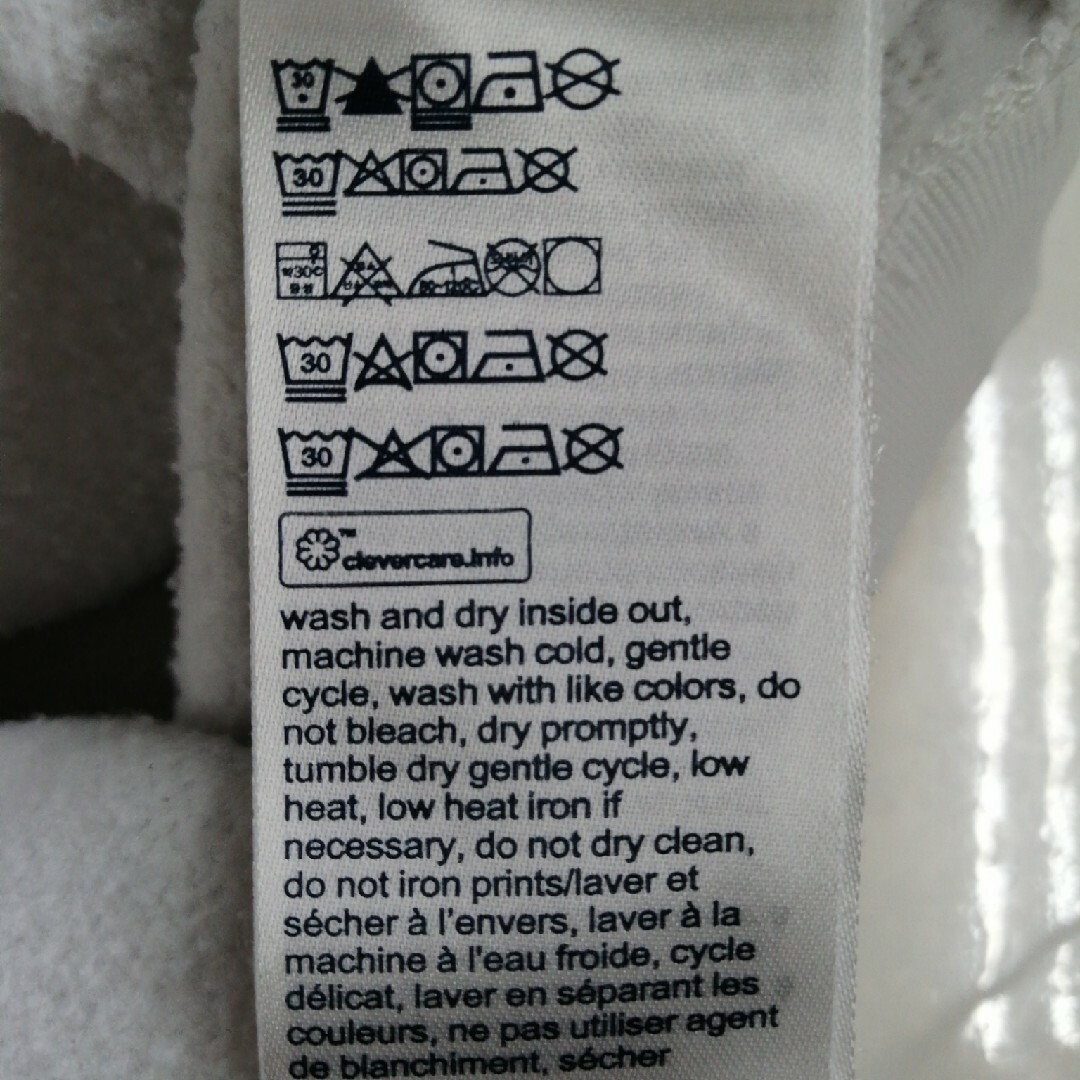 30
30
30
30
clevercare.info
wash and dry inside out,
machine wash cold, gentle
cycle, wash with like colors, do
not bleach, dry promptly,
tumble dry gentle cycle, low
heat, low heat iron if
necessary, do not dry clean,
do not iron prints/laver et
sécher à l'envers, laver à la
machine à l'eau froide, cycle
délicat, laver en séparant les
couleurs, ne pas utiliser agent
de blanchiment, sécher